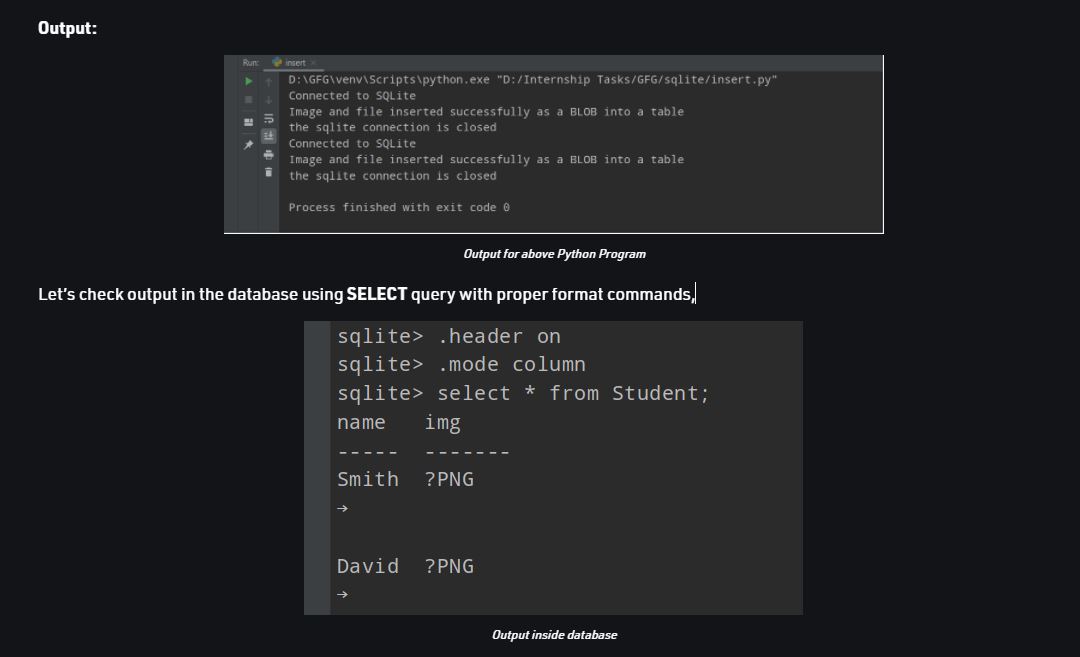 Output:
Run: insert ×
D:\GFG\venv\Scripts\python.exe "D:/Internship Tasks/GFG/sqlite/insert.py"
Connected to SQLite
Image and file inserted successfully as a BLOB into a table
the sqlite connection is closed
Connected to SQLite
Image and file inserted successfully as a BLOB into a table
the sqlite connection is closed
Process finished with exit code 0
Output for above Python Program
Let's check output in the database using SELECT query with proper format commands,
sqlite> .header on
sqlite> .mode column
sqlite> select * from Student;
name img
----- -------
Smith ?PNG
→
David ?PNG
→
Output inside database